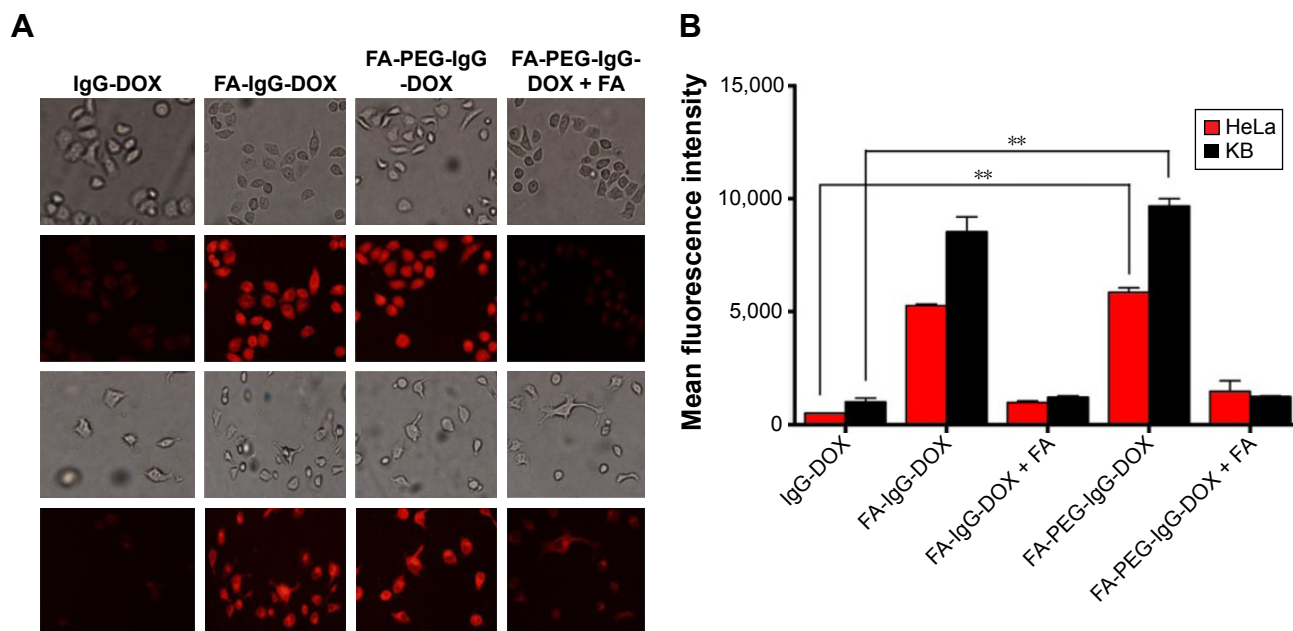 A
IgG-DOX
FA-IgG-DOX
FA-PEG-IgG
-DOX
FA-PEG-IgG-
DOX + FA
B
Mean fluorescence intensity
15,000
10,000
5,000
0
**
**
HeLa
KB
IgG-DOX
FA-IgG-DOX
FA-IgG-DOX + FA
FA-PEG-IgG-DOX
FA-PEG-IgG-DOX + FA